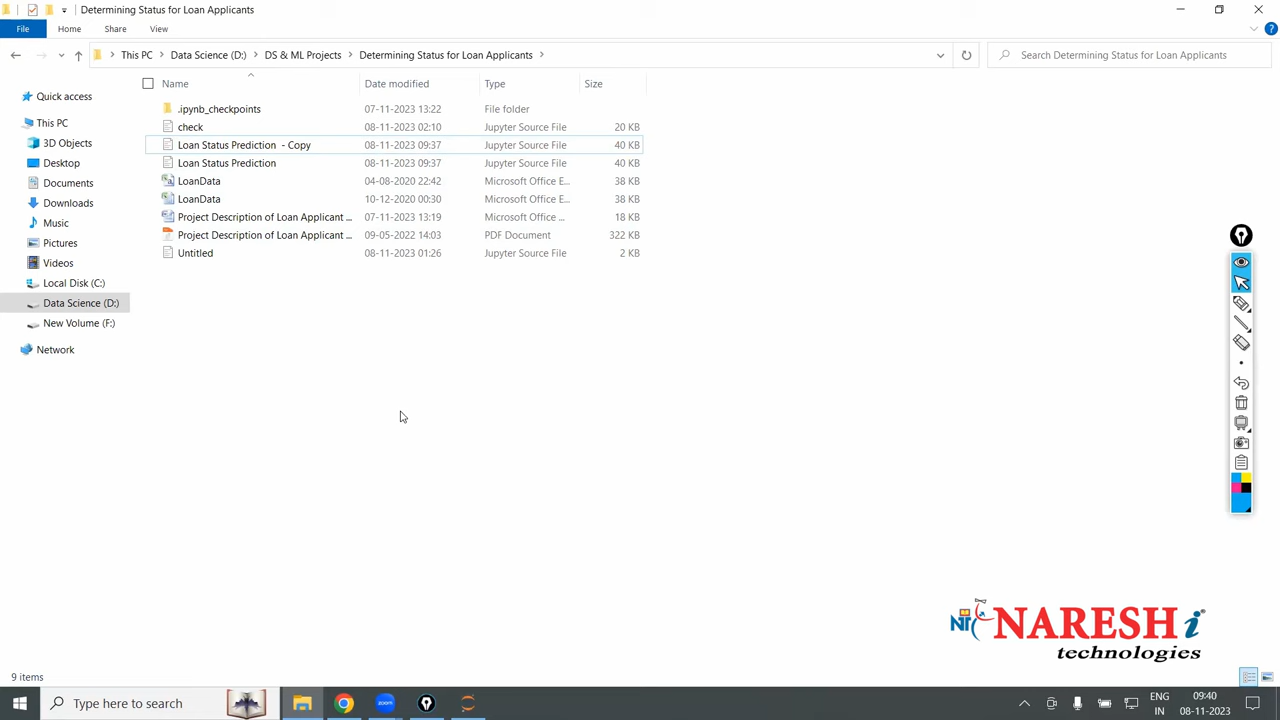 Determining Status for Loan Applicants
File Home Share View
This PC Data Science (D:) DS & ML Projects Determining Status for Loan Applicants
Search Determining Status for Loan Applicants
Name Date modified Type Size
.ipynb_checkpoints 07-11-2023 13:22 File folder
check 08-11-2023 02:10 Jupyter Source File 20 KB
Loan Status Prediction - Copy 08-11-2023 09:37 Jupyter Source File 40 KB
Loan Status Prediction 08-11-2023 09:37 Jupyter Source File 40 KB
LoanData 04-08-2020 22:42 Microsoft Office E... 38 KB
LoanData 10-12-2020 00:30 Microsoft Office E... 38 KB
Project Description of Loan Applicant ... 07-11-2023 13:19 Microsoft Office ... 18 KB
Project Description of Loan Applicant ... 09-05-2022 14:03 PDF Document 322 KB
Untitled 08-11-2023 01:26 Jupyter Source File 2 KB
Quick access
This PC
3D Objects
Desktop
Documents
Downloads
Music
Pictures
Videos
Local Disk (C:)
Data Science (D:)
New Volume (F:)
Network
NARESH i
technologies
9 items
Type here to search
zoom
ENG
IN
09:40
08-11-2023